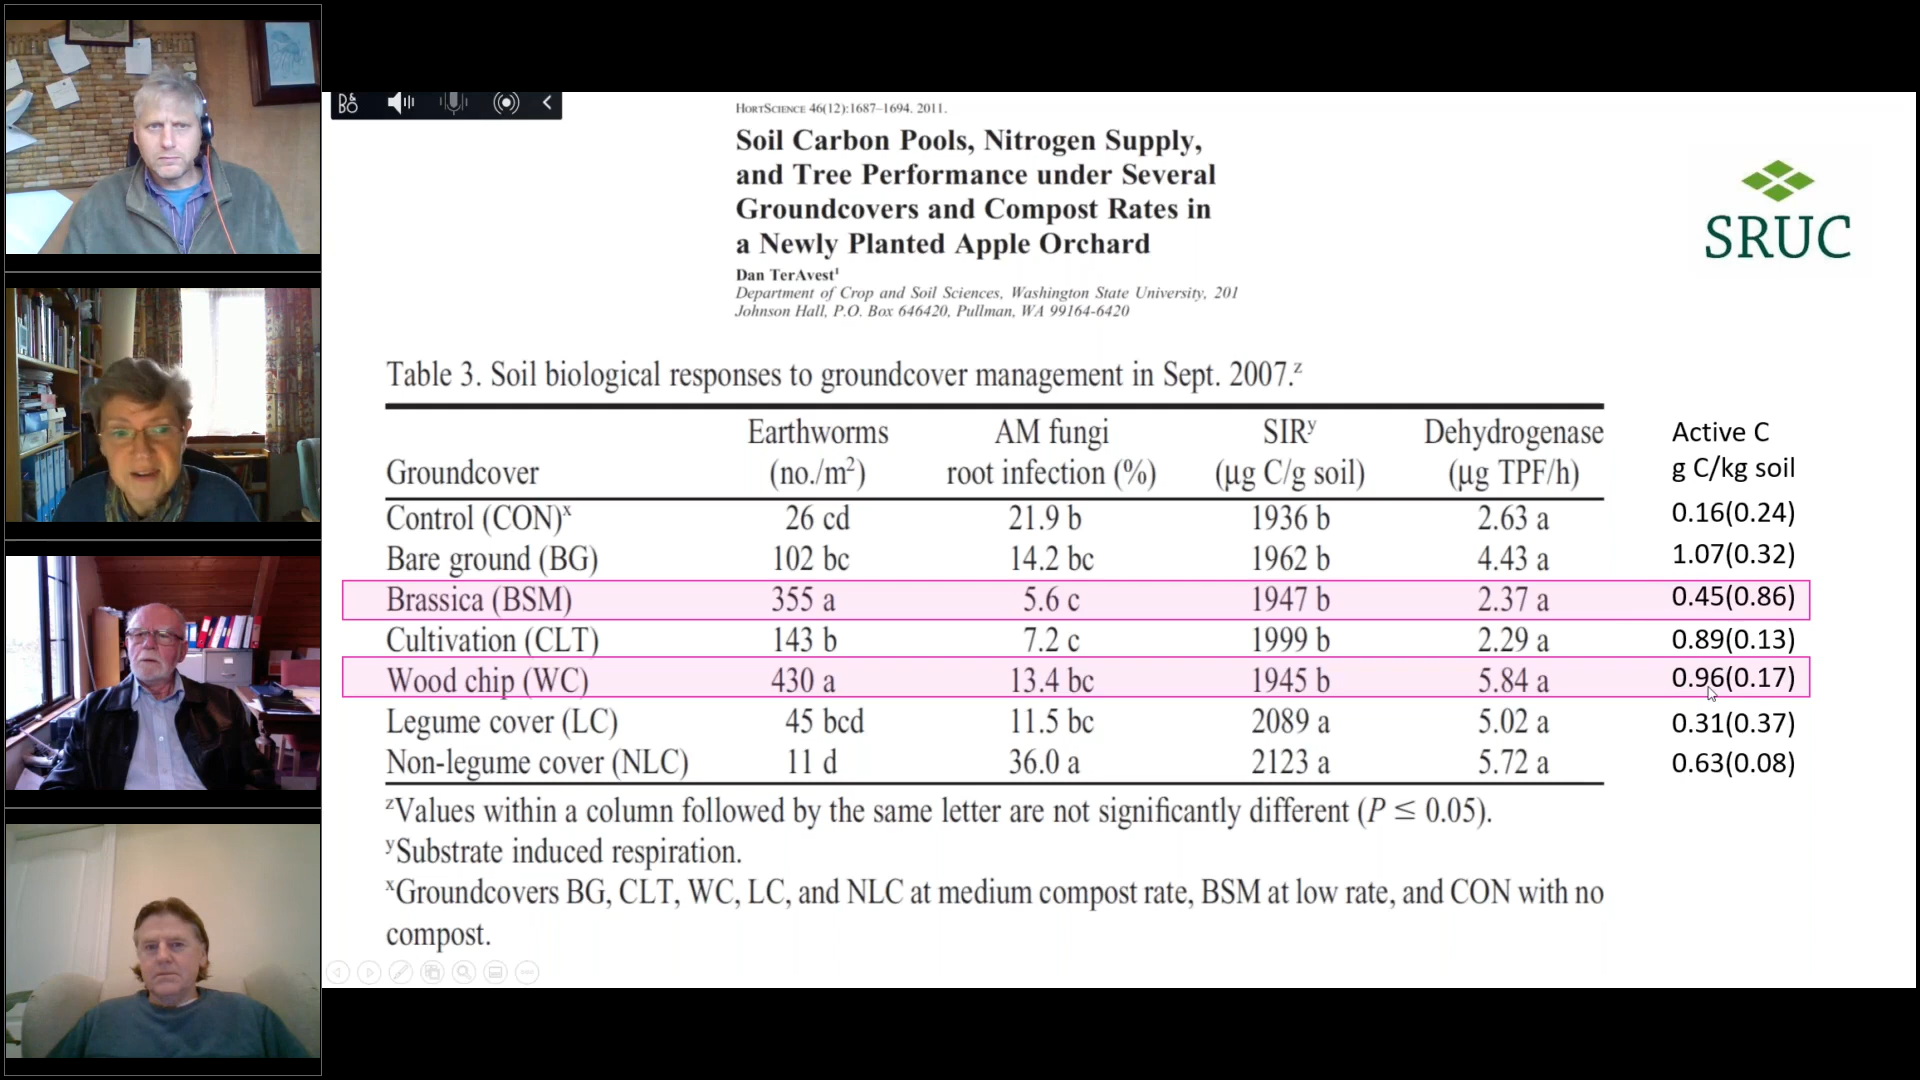 HORTSCIENCE 46(12):1687–1694. 2011.
Soil Carbon Pools, Nitrogen Supply,
and Tree Performance under Several
Groundcovers and Compost Rates in
a Newly Planted Apple Orchard
Dan TerAvest¹
Department of Crop and Soil Sciences, Washington State University, 201
Johnson Hall, P.O. Box 646420, Pullman, WA 99164-6420
SRUC
Table 3. Soil biological responses to groundcover management in Sept. 2007.ᶻ
Earthworms AM fungi SIRʸ Dehydrogenase Active C
Groundcover (no./m²) root infection (%) (μg C/g soil) (μg TPF/h) g C/kg soil
Control (CON)ˣ 26 cd 21.9 b 1936 b 2.63 a 0.16(0.24)
Bare ground (BG) 102 bc 14.2 bc 1962 b 4.43 a 1.07(0.32)
Brassica (BSM) 355 a 5.6 c 1947 b 2.37 a 0.45(0.86)
Cultivation (CLT) 143 b 7.2 c 1999 b 2.29 a 0.89(0.13)
Wood chip (WC) 430 a 13.4 bc 1945 b 5.84 a 0.96(0.17)
Legume cover (LC) 45 bcd 11.5 bc 2089 a 5.02 a 0.31(0.37)
Non-legume cover (NLC) 11 d 36.0 a 2123 a 5.72 a 0.63(0.08)
ᶻValues within a column followed by the same letter are not significantly different (P ≤ 0.05).
ʸSubstrate induced respiration.
ˣGroundcovers BG, CLT, WC, LC, and NLC at medium compost rate, BSM at low rate, and CON with no
compost.